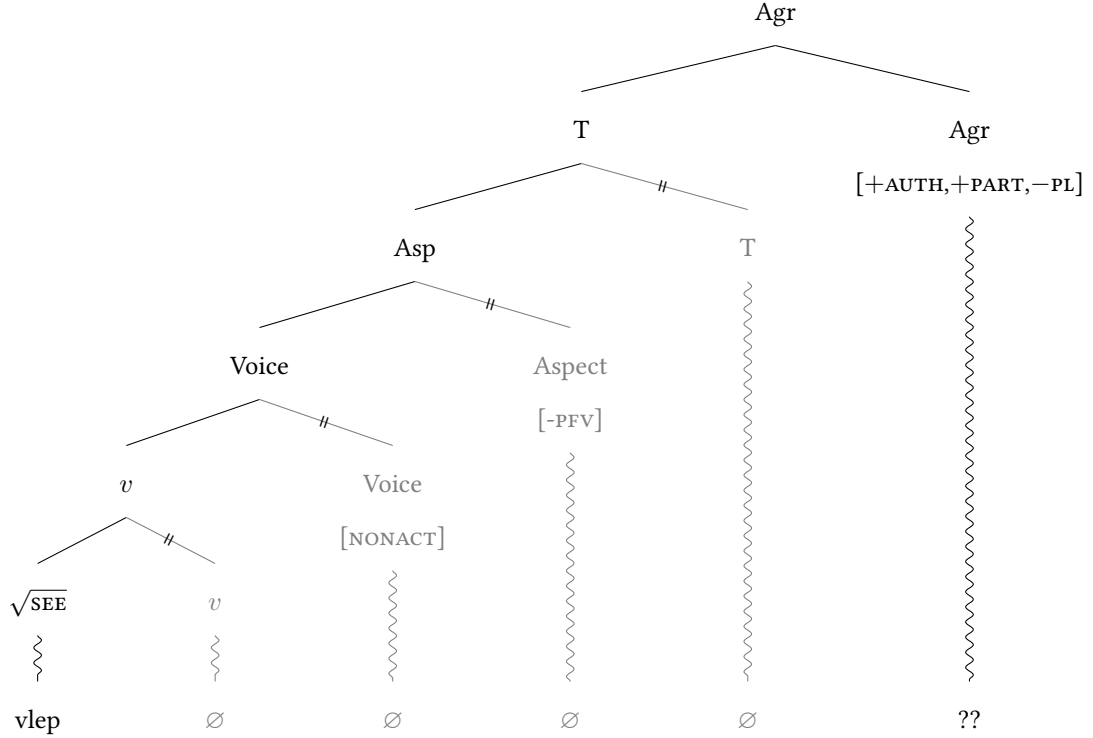 Agr
T Agr
[+AUTH,+PART,−PL]
Asp T
Voice Aspect
[-PFV]
v Voice
[NONACT]
√SEE v
vlep ∅ ∅ ∅ ∅ ??